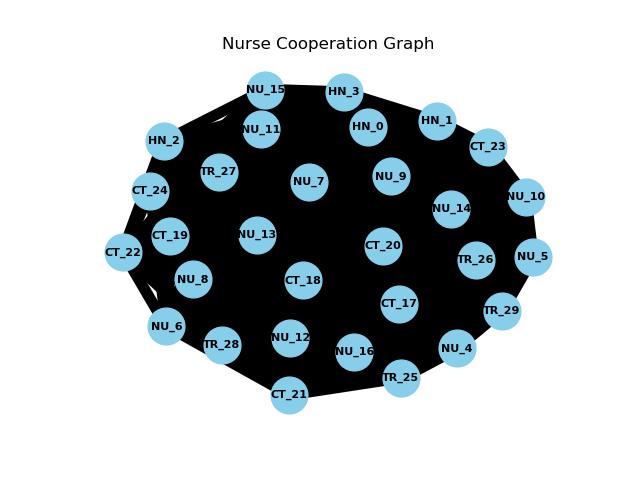 Nurse Cooperation Graph
NU_15
HN_3
HN_1
NU_11
HN_0
HN_2
CT_23
TR_27
NU_9
NU_7
CT_24
NU_10
NU_14
CT_19
NU_13
CT_20
CT_22
NU_5
TR_26
NU_8
CT_18
CT_17
TR_29
NU_6
NU_12
TR_28
NU_4
NU_16
TR_25
CT_21